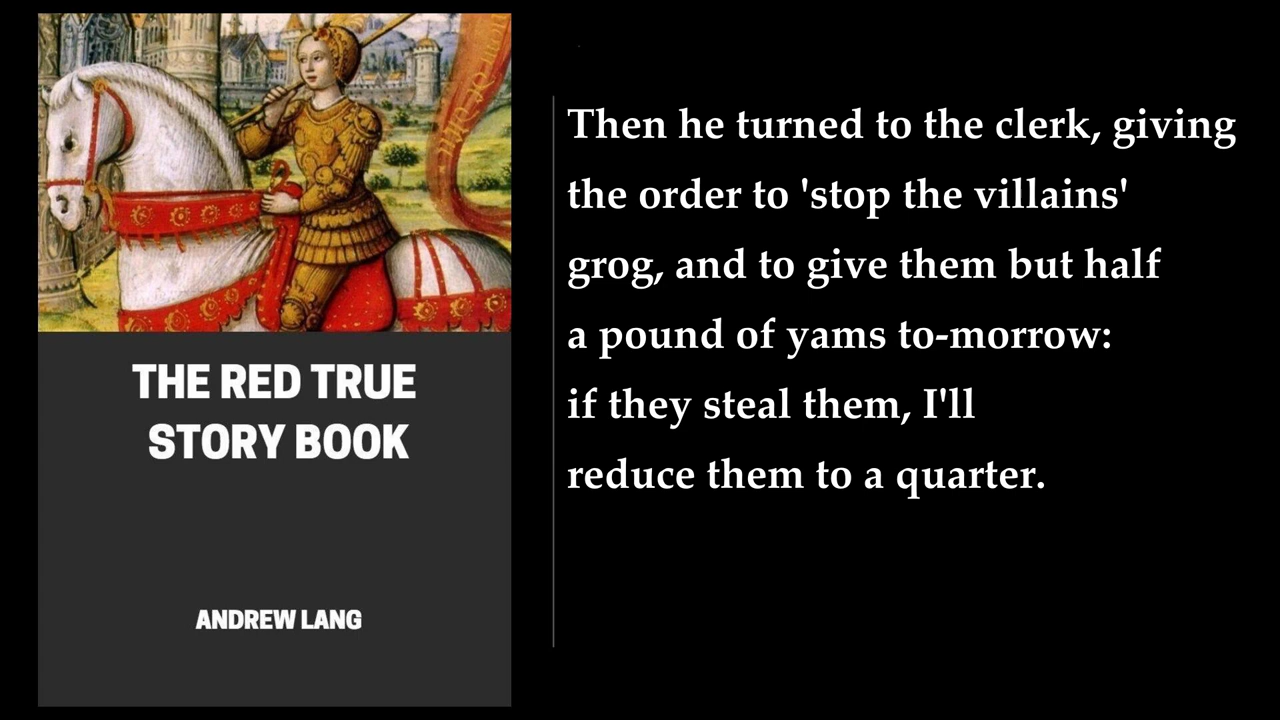 THE RED TRUE
STORY BOOK
ANDREW LANG
Then he turned to the clerk, giving
the order to 'stop the villains'
grog, and to give them but half
a pound of yams to-morrow:
if they steal them, I'll
reduce them to a quarter.